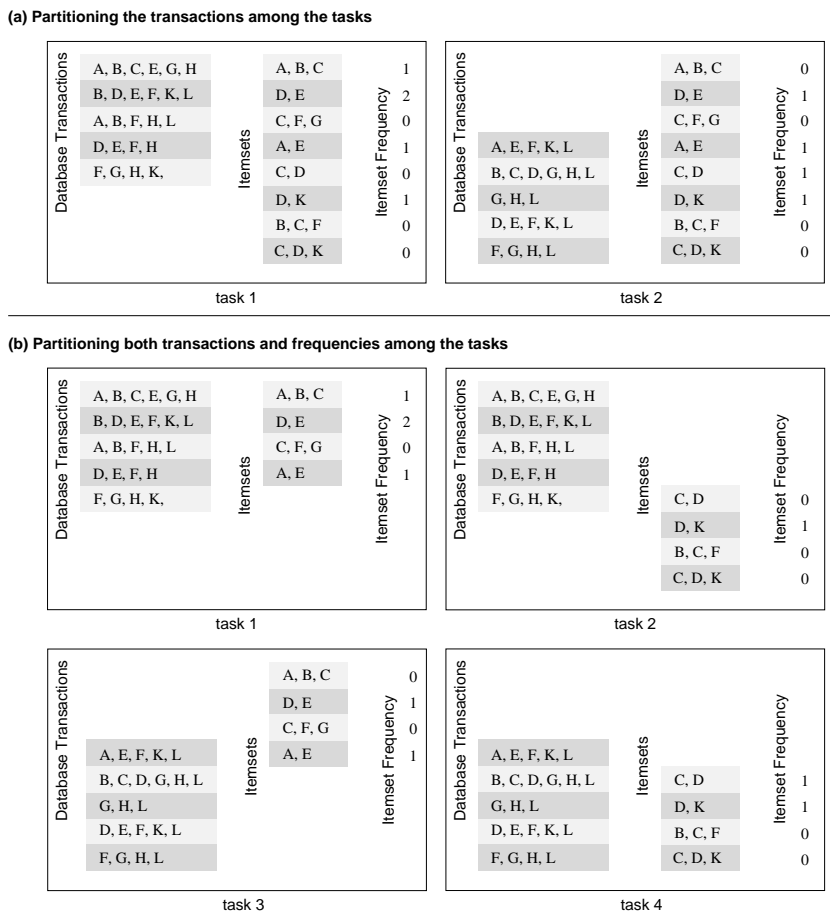 (a) Partitioning the transactions among the tasks
Database Transactions
A, B, C, E, G, H
B, D, E, F, K, L
A, B, F, H, L
D, E, F, H
F, G, H, K,
Itemsets
A, B, C
D, E
C, F, G
A, E
C, D
D, K
B, C, F
C, D, K
Itemset Frequency
1
2
0
1
0
1
0
0
task 1
Database Transactions
A, E, F, K, L
B, C, D, G, H, L
G, H, L
D, E, F, K, L
F, G, H, L
Itemsets
A, B, C
D, E
C, F, G
A, E
C, D
D, K
B, C, F
C, D, K
Itemset Frequency
0
1
0
1
1
1
0
0
task 2
(b) Partitioning both transactions and frequencies among the tasks
Database Transactions
A, B, C, E, G, H
B, D, E, F, K, L
A, B, F, H, L
D, E, F, H
F, G, H, K,
Itemsets
A, B, C
D, E
C, F, G
A, E
Itemset Frequency
1
2
0
1
task 1
Database Transactions
A, B, C, E, G, H
B, D, E, F, K, L
A, B, F, H, L
D, E, F, H
F, G, H, K,
Itemsets
C, D
D, K
B, C, F
C, D, K
Itemset Frequency
0
1
0
0
task 2
Database Transactions
A, E, F, K, L
B, C, D, G, H, L
G, H, L
D, E, F, K, L
F, G, H, L
Itemsets
A, B, C
D, E
C, F, G
A, E
Itemset Frequency
0
1
0
1
task 3
Database Transactions
A, E, F, K, L
B, C, D, G, H, L
G, H, L
D, E, F, K, L
F, G, H, L
Itemsets
C, D
D, K
B, C, F
C, D, K
Itemset Frequency
1
1
0
0
task 4